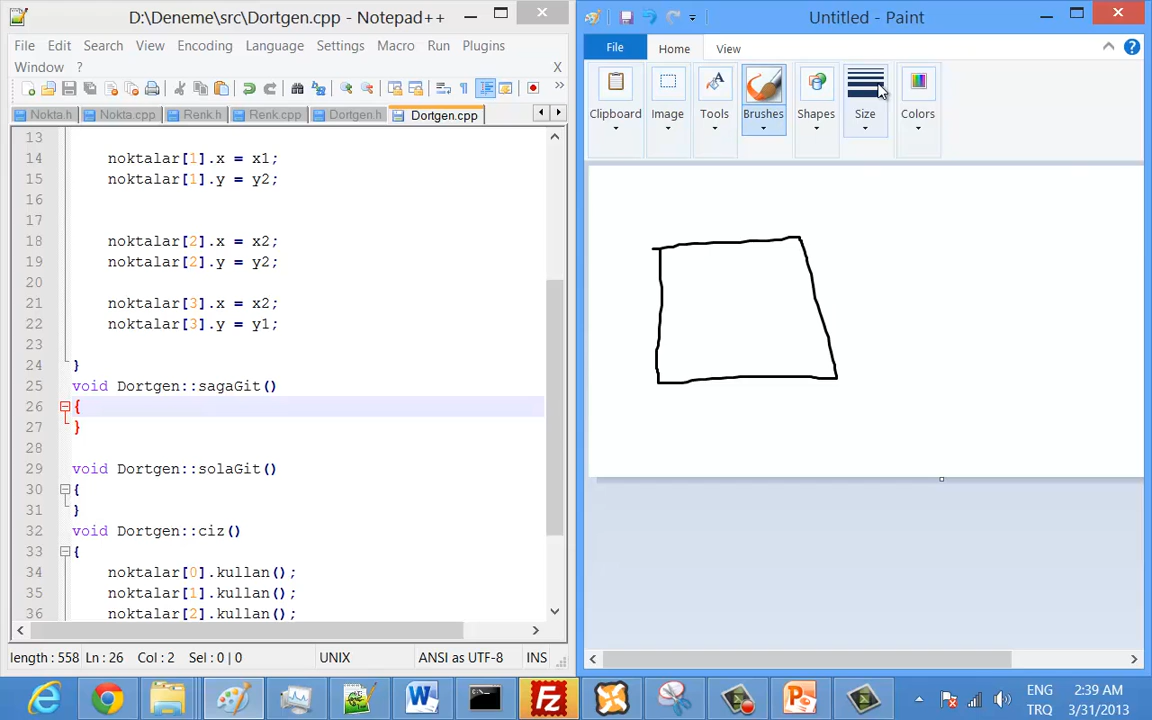 D:\Deneme\src\Dortgen.cpp - Notepad++
File Edit Search View Encoding Language Settings Macro Run Plugins
Window ? X
Nokta.h Nokta.cpp Renk.h Renk.cpp Dortgen.h Dortgen.cpp
13
14 noktalar[1].x = x1;
15 noktalar[1].y = y2;
16
17
18 noktalar[2].x = x2;
19 noktalar[2].y = y2;
20
21 noktalar[3].x = x2;
22 noktalar[3].y = y1;
23
24 }
25 void Dortgen::sagaGit()
26 {
27 }
28
29 void Dortgen::solaGit()
30 {
31 }
32 void Dortgen::ciz()
33 {
34 noktalar[0].kullan();
35 noktalar[1].kullan();
36 noktalar[2].kullan();
length : 558 Ln : 26 Col : 2 Sel : 0 | 0 UNIX ANSI as UTF-8 INS
Untitled - Paint
File Home View
Clipboard Image Tools Brushes Shapes Size Colors
ENG 2:39 AM
TRQ 3/31/2013